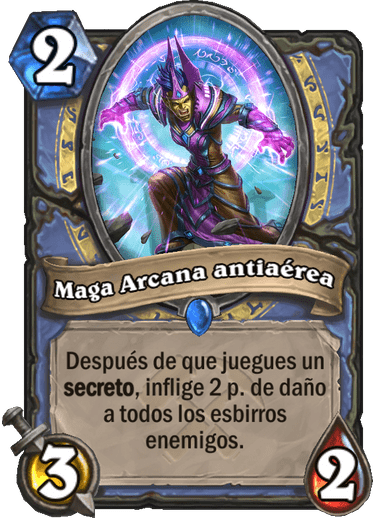 2
Maga Arcana antiaérea
Después de que juegues un
secreto, inflige 2 p. de daño
a todos los esbirros
enemigos.
3
2